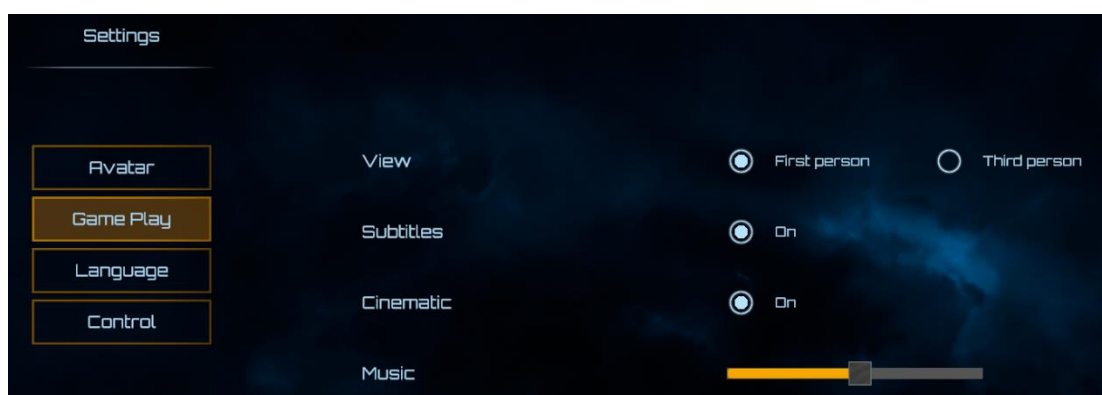 Settings
Avatar
Game Play
Language
Control
View First person Third person
Subtitles On
Cinematic On
Music